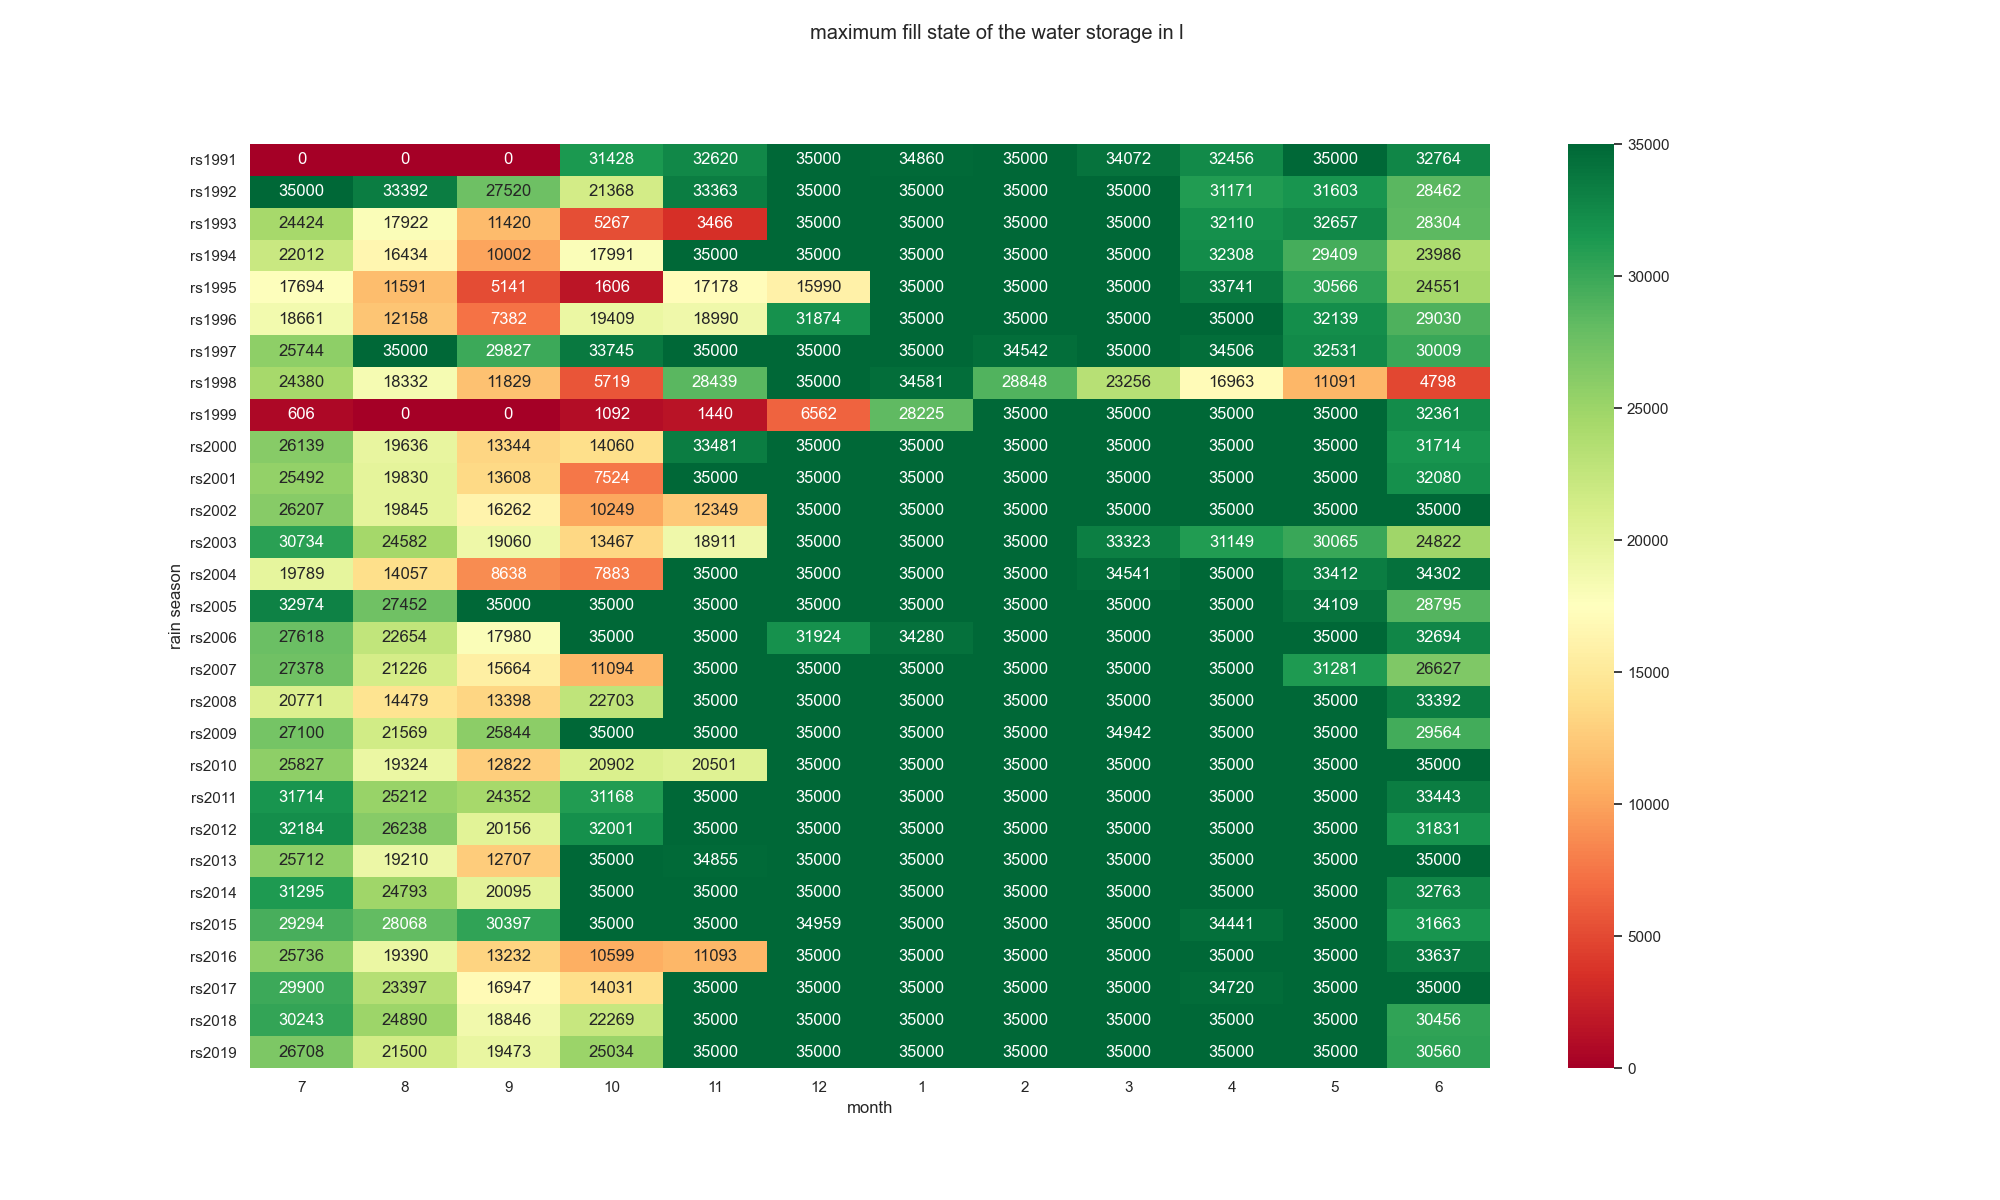 maximum fill state of the water storage in l
rs1991 0 0 0 31428 32620 35000 34860 35000 34072 32456 35000 32764
rs1992 35000 33392 27520 21368 33363 35000 35000 35000 35000 31171 31603 28462
rs1993 24424 17922 11420 5267 3466 35000 35000 35000 35000 32110 32657 28304
rs1994 22012 16434 10002 17991 35000 35000 35000 35000 35000 32308 29409 23986
rs1995 17694 11591 5141 1606 17178 15990 35000 35000 35000 33741 30566 24551
rs1996 18661 12158 7382 19409 18990 31874 35000 35000 35000 35000 32139 29030
rs1997 25744 35000 29827 33745 35000 35000 35000 34542 35000 34506 32531 30009
rs1998 24380 18332 11829 5719 28439 35000 34581 28848 23256 16963 11091 4798
rs1999 606 0 0 1092 1440 6562 28225 35000 35000 35000 35000 32361
rs2000 26139 19636 13344 14060 33481 35000 35000 35000 35000 35000 35000 31714
rs2001 25492 19830 13608 7524 35000 35000 35000 35000 35000 35000 35000 32080
rs2002 26207 19845 16262 10249 12349 35000 35000 35000 35000 35000 35000 35000
rs2003 30734 24582 19060 13467 18911 35000 35000 35000 33323 31149 30065 24822
rs2004 19789 14057 8638 7883 35000 35000 35000 35000 34541 35000 33412 34302
rs2005 32974 27452 35000 35000 35000 35000 35000 35000 35000 35000 34109 28795
rs2006 27618 22654 17980 35000 35000 31924 34280 35000 35000 35000 35000 32694
rs2007 27378 21226 15664 11094 35000 35000 35000 35000 35000 35000 31281 26627
rs2008 20771 14479 13398 22703 35000 35000 35000 35000 35000 35000 35000 33392
rs2009 27100 21569 25844 35000 35000 35000 35000 35000 34942 35000 35000 29564
rs2010 25827 19324 12822 20902 20501 35000 35000 35000 35000 35000 35000 35000
rs2011 31714 25212 24352 31168 35000 35000 35000 35000 35000 35000 35000 33443
rs2012 32184 26238 20156 32001 35000 35000 35000 35000 35000 35000 35000 31831
rs2013 25712 19210 12707 35000 34855 35000 35000 35000 35000 35000 35000 35000
rs2014 31295 24793 20095 35000 35000 35000 35000 35000 35000 35000 35000 32763
rs2015 29294 28068 30397 35000 35000 34959 35000 35000 35000 34441 35000 31663
rs2016 25736 19390 13232 10599 11093 35000 35000 35000 35000 35000 35000 33637
rs2017 29900 23397 16947 14031 35000 35000 35000 35000 35000 34720 35000 35000
rs2018 30243 24890 18846 22269 35000 35000 35000 35000 35000 35000 35000 30456
rs2019 26708 21500 19473 25034 35000 35000 35000 35000 35000 35000 35000 30560
7 8 9 10 11 12 1 2 3 4 5 6
month
rain season
35000
30000
25000
20000
15000
10000
5000
0